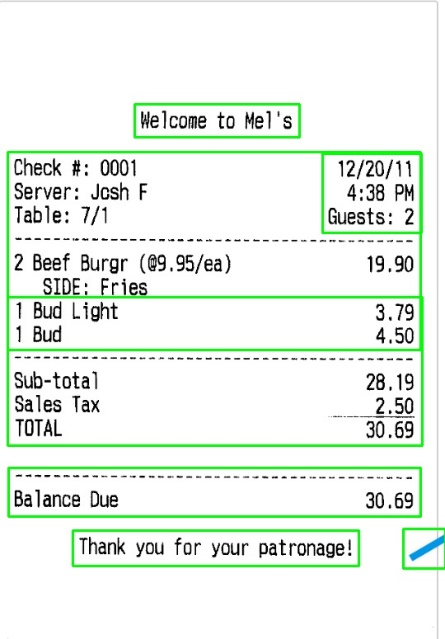 Welcome to Mel's
Check #: 0001 12/20/11
Server: Josh F 4:38 PM
Table: 7/1 Guests: 2
2 Beef Burgr (@9.95/ea) 19.90
SIDE: Fries
1 Bud Light 3.79
1 Bud 4.50
Sub-total 28.19
Sales Tax 2.50
TOTAL 30.69
Balance Due 30.69
Thank you for your patronage!